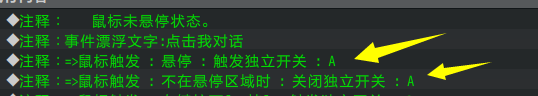 ◆注释：　鼠标未悬停状态。
◆注释：事件漂浮文字:点击我对话
◆注释：=>鼠标触发 : 悬停 : 触发独立开关 : A
◆注释：=>鼠标触发 : 不在悬停区域时 : 关闭独立开关 : A